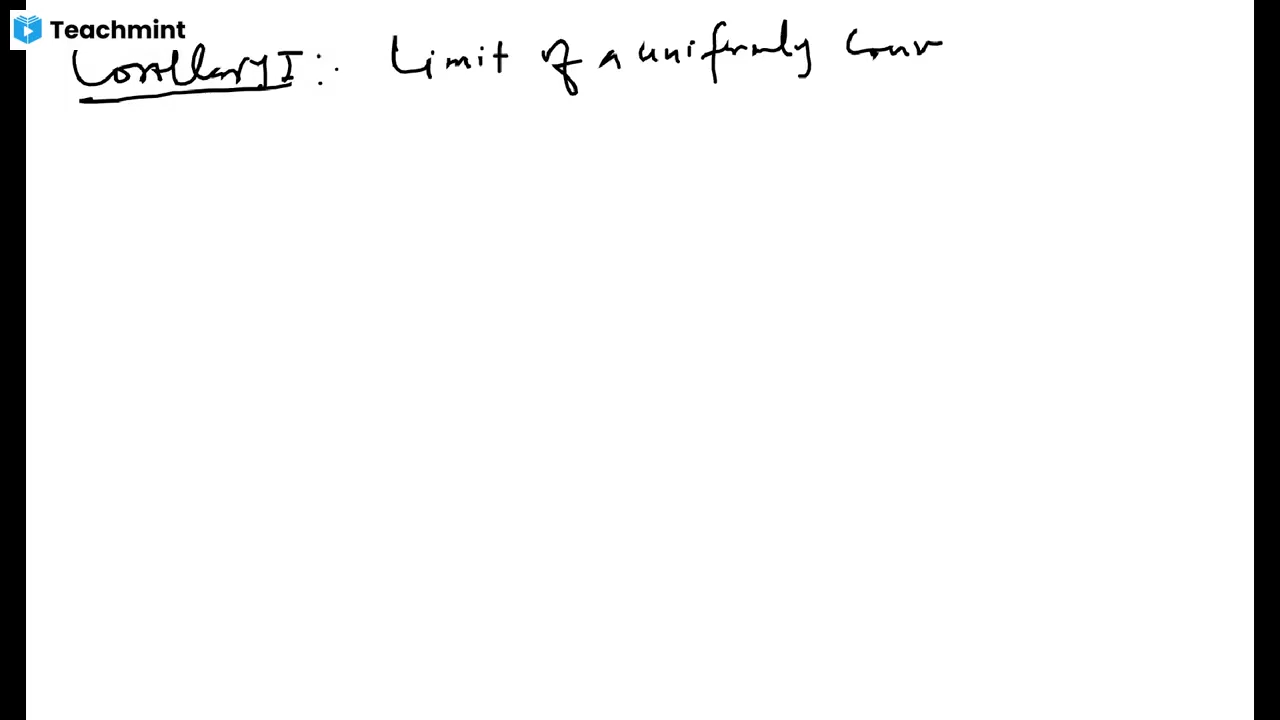 Teachmint
Corollary I :- Limit of a uniformly conv